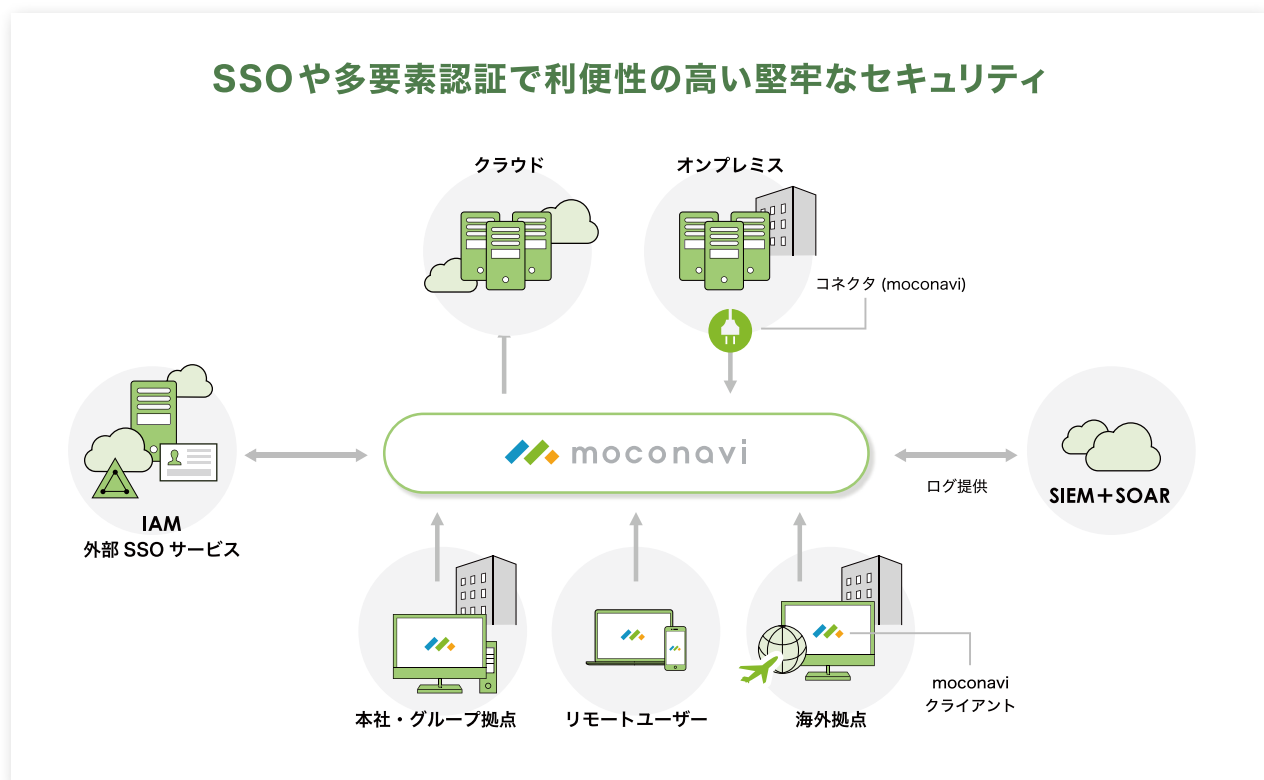 SSOや多要素認証で利便性の高い堅牢なセキュリティ
クラウド
オンプレミス
コネクタ (moconavi)
moconavi
IAM
外部 SSO サービス
ログ提供
SIEM＋SOAR
本社・グループ拠点
リモートユーザー
海外拠点
moconavi
クライアント